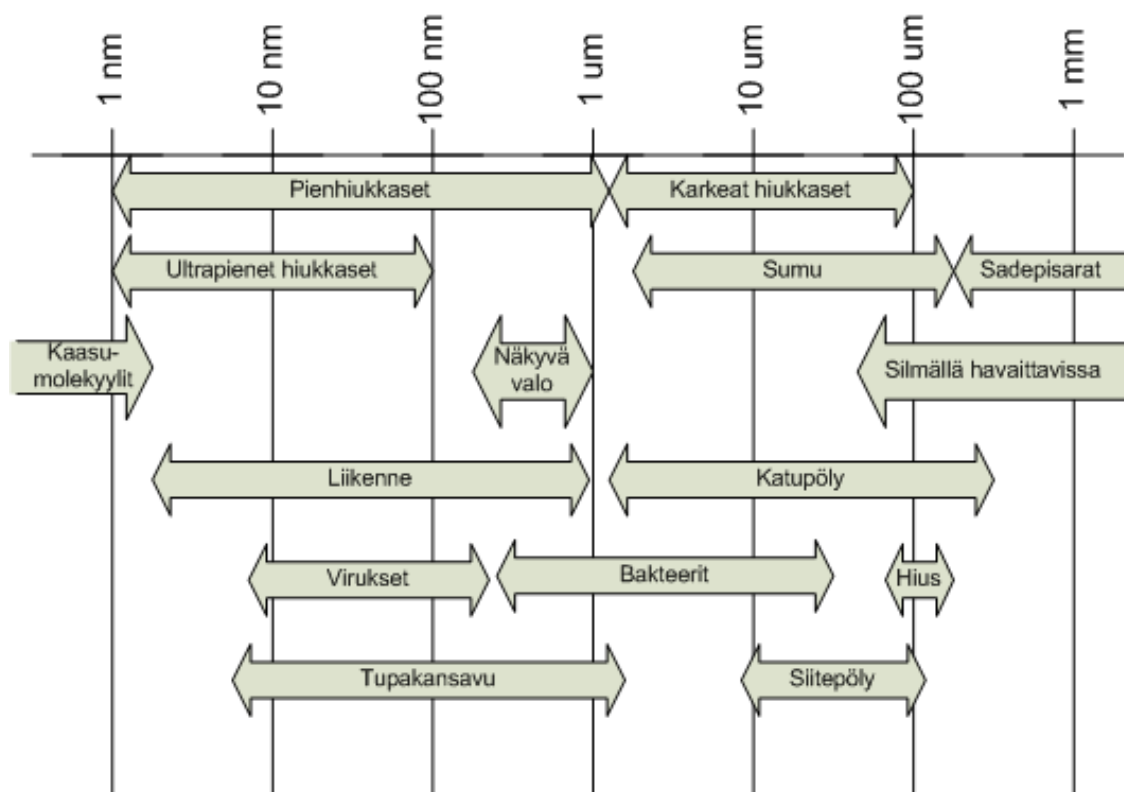 1 nm
10 nm
100 nm
1 um
10 um
100 um
1 mm
Pienhiukkaset
Karkeat hiukkaset
Ultrapienet hiukkaset
Sumu
Sadepisarat
Kaasu-
molekyylit
Näkyvä
valo
Silmällä havaittavissa
Liikenne
Katupöly
Virukset
Bakteerit
Hius
Tupakansavu
Siitepöly